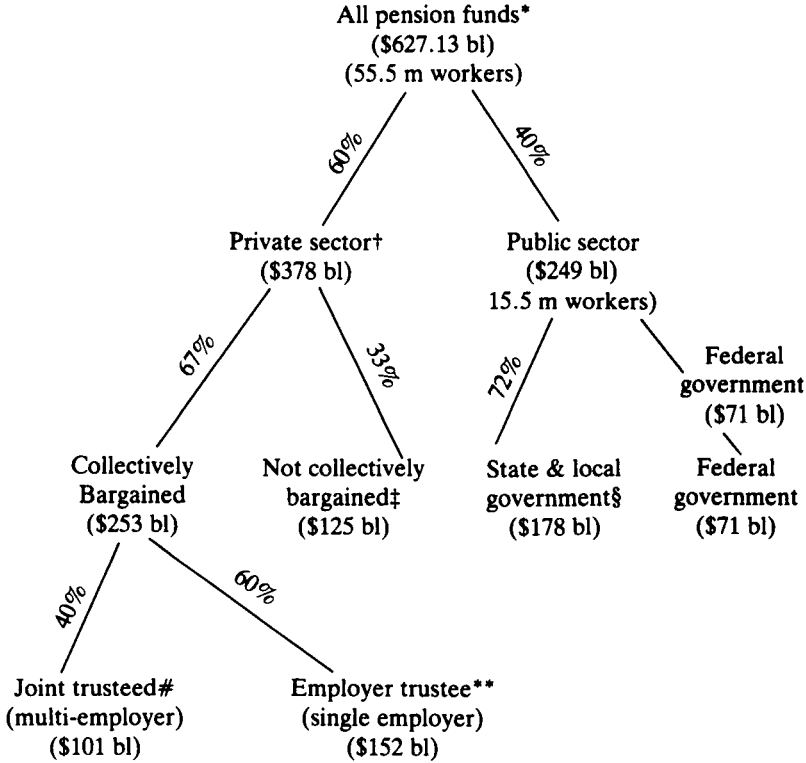 All pension funds*
($627.13 bl)
(55.5 m workers)
60%
40%
Private sector†
($378 bl)
Public sector
($249 bl)
15.5 m workers)
67%
33%
72%
Federal
government
($71 bl)
Collectively
Bargained
($253 bl)
Not collectively
bargained‡
($125 bl)
State & local
government§
($178 bl)
Federal
government
($71 bl)
40%
60%
Joint trusteed#
(multi-employer)
($101 bl)
Employer trustee**
(single employer)
($152 bl)